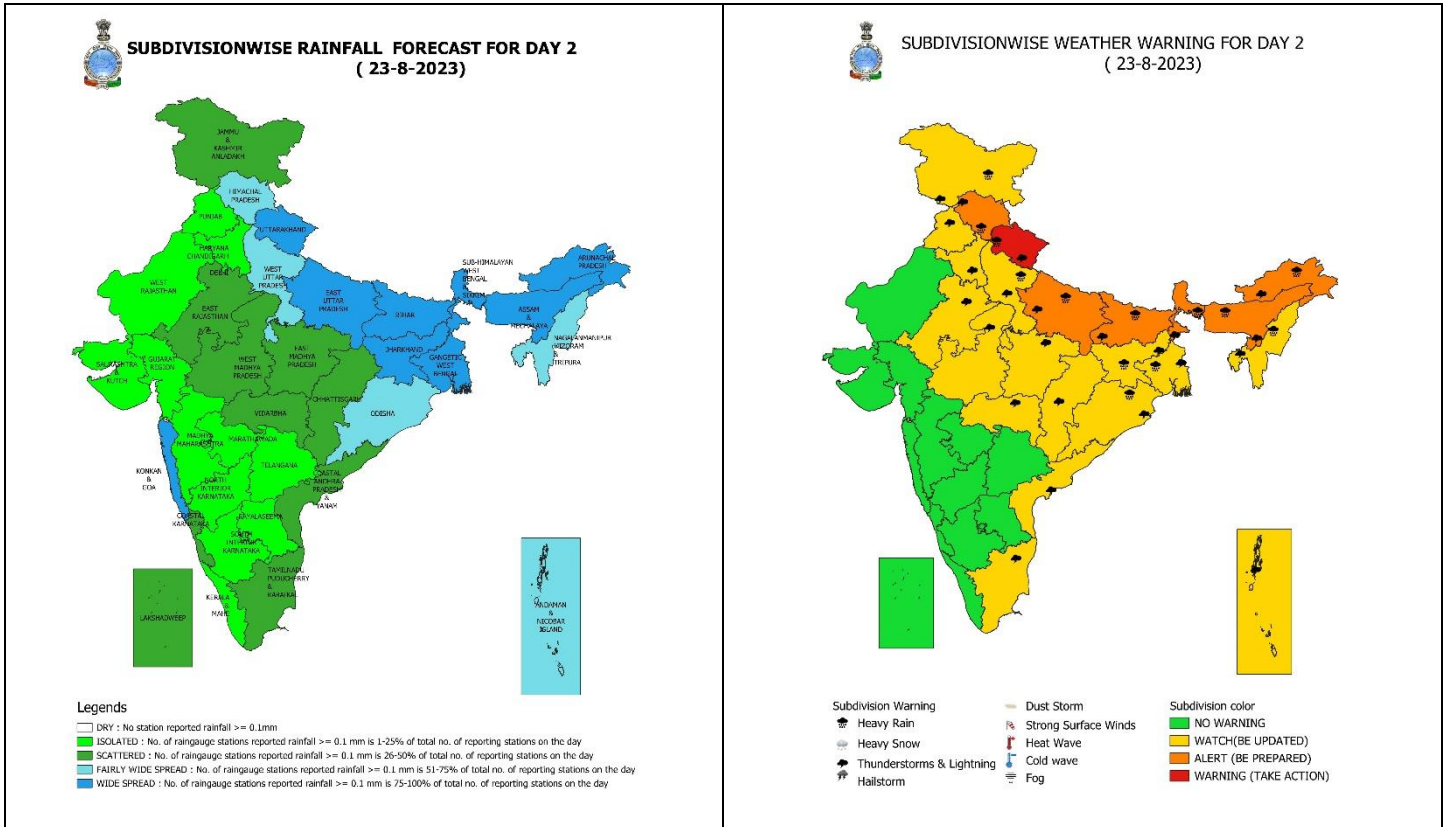 SUBDIVISIONWISE RAINFALL FORECAST FOR DAY 2
( 23-8-2023)
JAMMU
&
KASHMIR
ANLADAKH
HIMACHAL
PRADESH
PUNJAB
UTTARAKHAND
HARYANA
CHANDIGARH
DELHI
WEST
UTTAR
PRADESH
WEST
RAJASTHAN
EAST
RAJASTHAN
EAST
UTTAR
PRADESH
BIHAR
SUB-HIMALAYAN
WEST
BENGAL
&
SIKKIM
ARUNACHAL
PRADESH
ASSAM
&
MEGHALAYA
NAGALANMANIPUR
MIZORAM
&
TRIPURA
JHARKHAND
GANGETIC
WEST
BENGAL
SAURASHTRA
&
KUTCH
GUJARAT
REGION
WEST
MADHYA
PRADESH
EAST
MADHYA
PRADESH
CHHATTISGARH
ODISHA
VIDARBHA
MADHYA
MAHARASHTRA
MARATHAWADA
KONKAN
&
GOA
TELANGANA
NORTH
INTERIOR
KARNATAKA
COASTAL
ANDHRA
PRADESH
&
YANAM
COASTAL
KARNATAKA
RAYALASEEMA
SOUTH
INTERIOR
KARNATAKA
TAMILNADU
PUDUCHERRY
&
KARAIKAL
KERALA
&
MAHE
LAKSHADWEEP
ANDAMAN
&
NICOBAR
ISLAND
Legends
DRY : No station reported rainfall >= 0.1mm
ISOLATED : No. of raingauge stations reported rainfall >= 0.1 mm is 1-25% of total no. of reporting stations on the day
SCATTERED : No. of raingauge stations reported rainfall >= 0.1 mm is 26-50% of total no. of reporting stations on the day
FAIRLY WIDE SPREAD : No. of raingauge stations reported rainfall >= 0.1 mm is 51-75% of total no. of reporting stations on the day
WIDE SPREAD : No. of raingauge stations reported rainfall >= 0.1 mm is 75-100% of total no. of reporting stations on the day
SUBDIVISIONWISE WEATHER WARNING FOR DAY 2
( 23-8-2023)
Subdivision Warning
Heavy Rain
Heavy Snow
Thunderstorms & Lightning
Hailstorm
Dust Storm
Strong Surface Winds
Heat Wave
Cold wave
Fog
Subdivision color
NO WARNING
WATCH(BE UPDATED)
ALERT (BE PREPARED)
WARNING (TAKE ACTION)